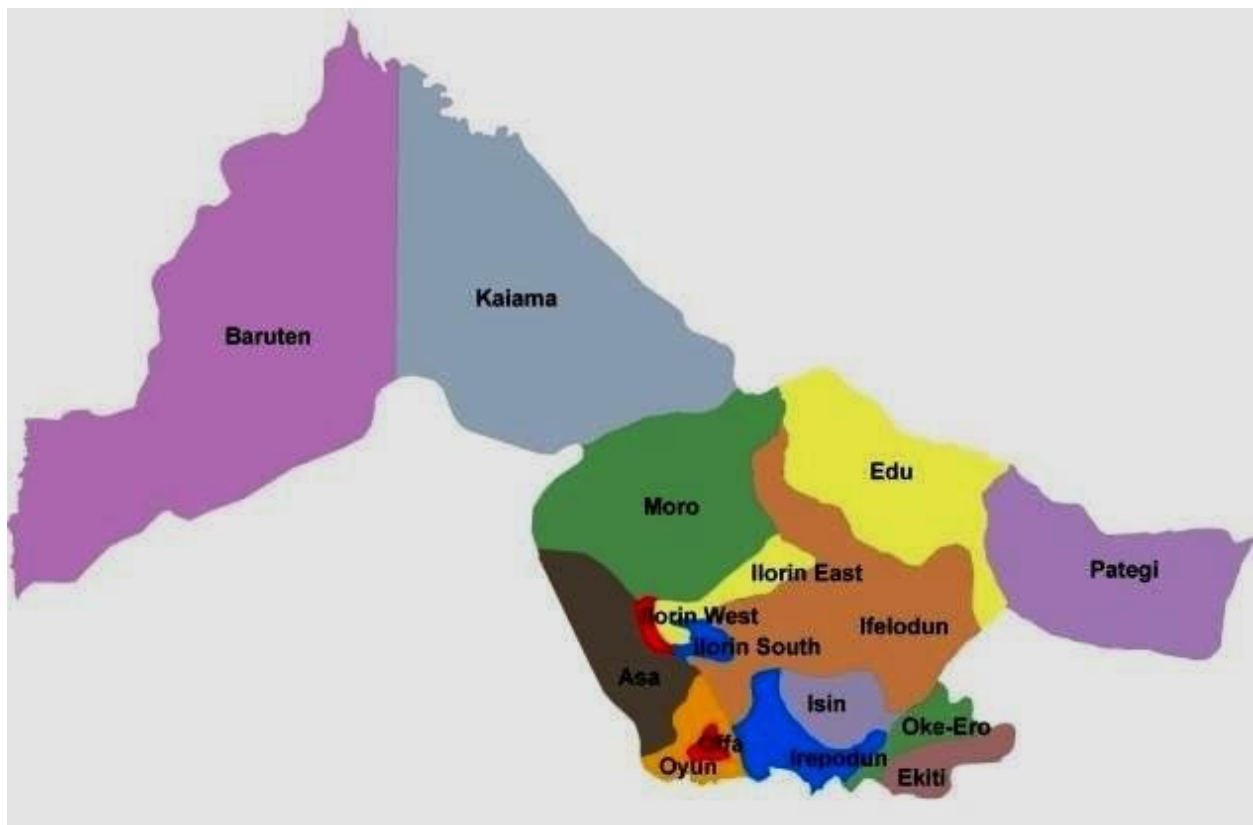 Kaiama
Baruten
Edu
Moro
Pategi
Ilorin East
Ilorin West
Ifelodun
Ilorin South
Asa
Isin
Oke-Ero
Offa
Irepodun
Oyun
Ekiti